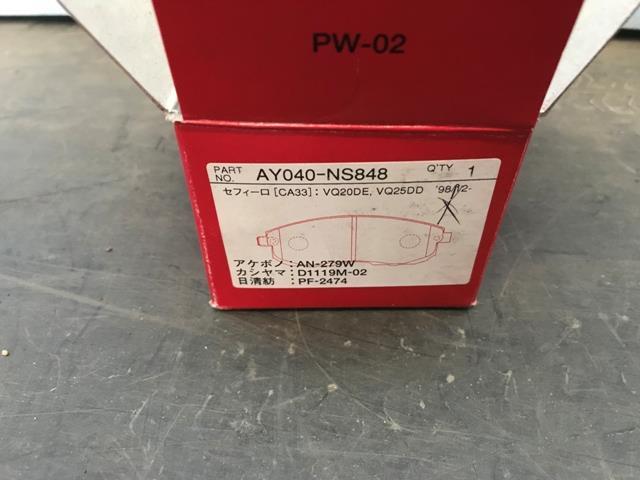 PW-02
PART NO. AY040-NS848 Q'TY 1
セフィーロ [CA33] : VQ20DE, VQ25DD '98/12-
アケボノ : AN-279W
カシヤマ : D1119M-02
日清紡 : PF-2474